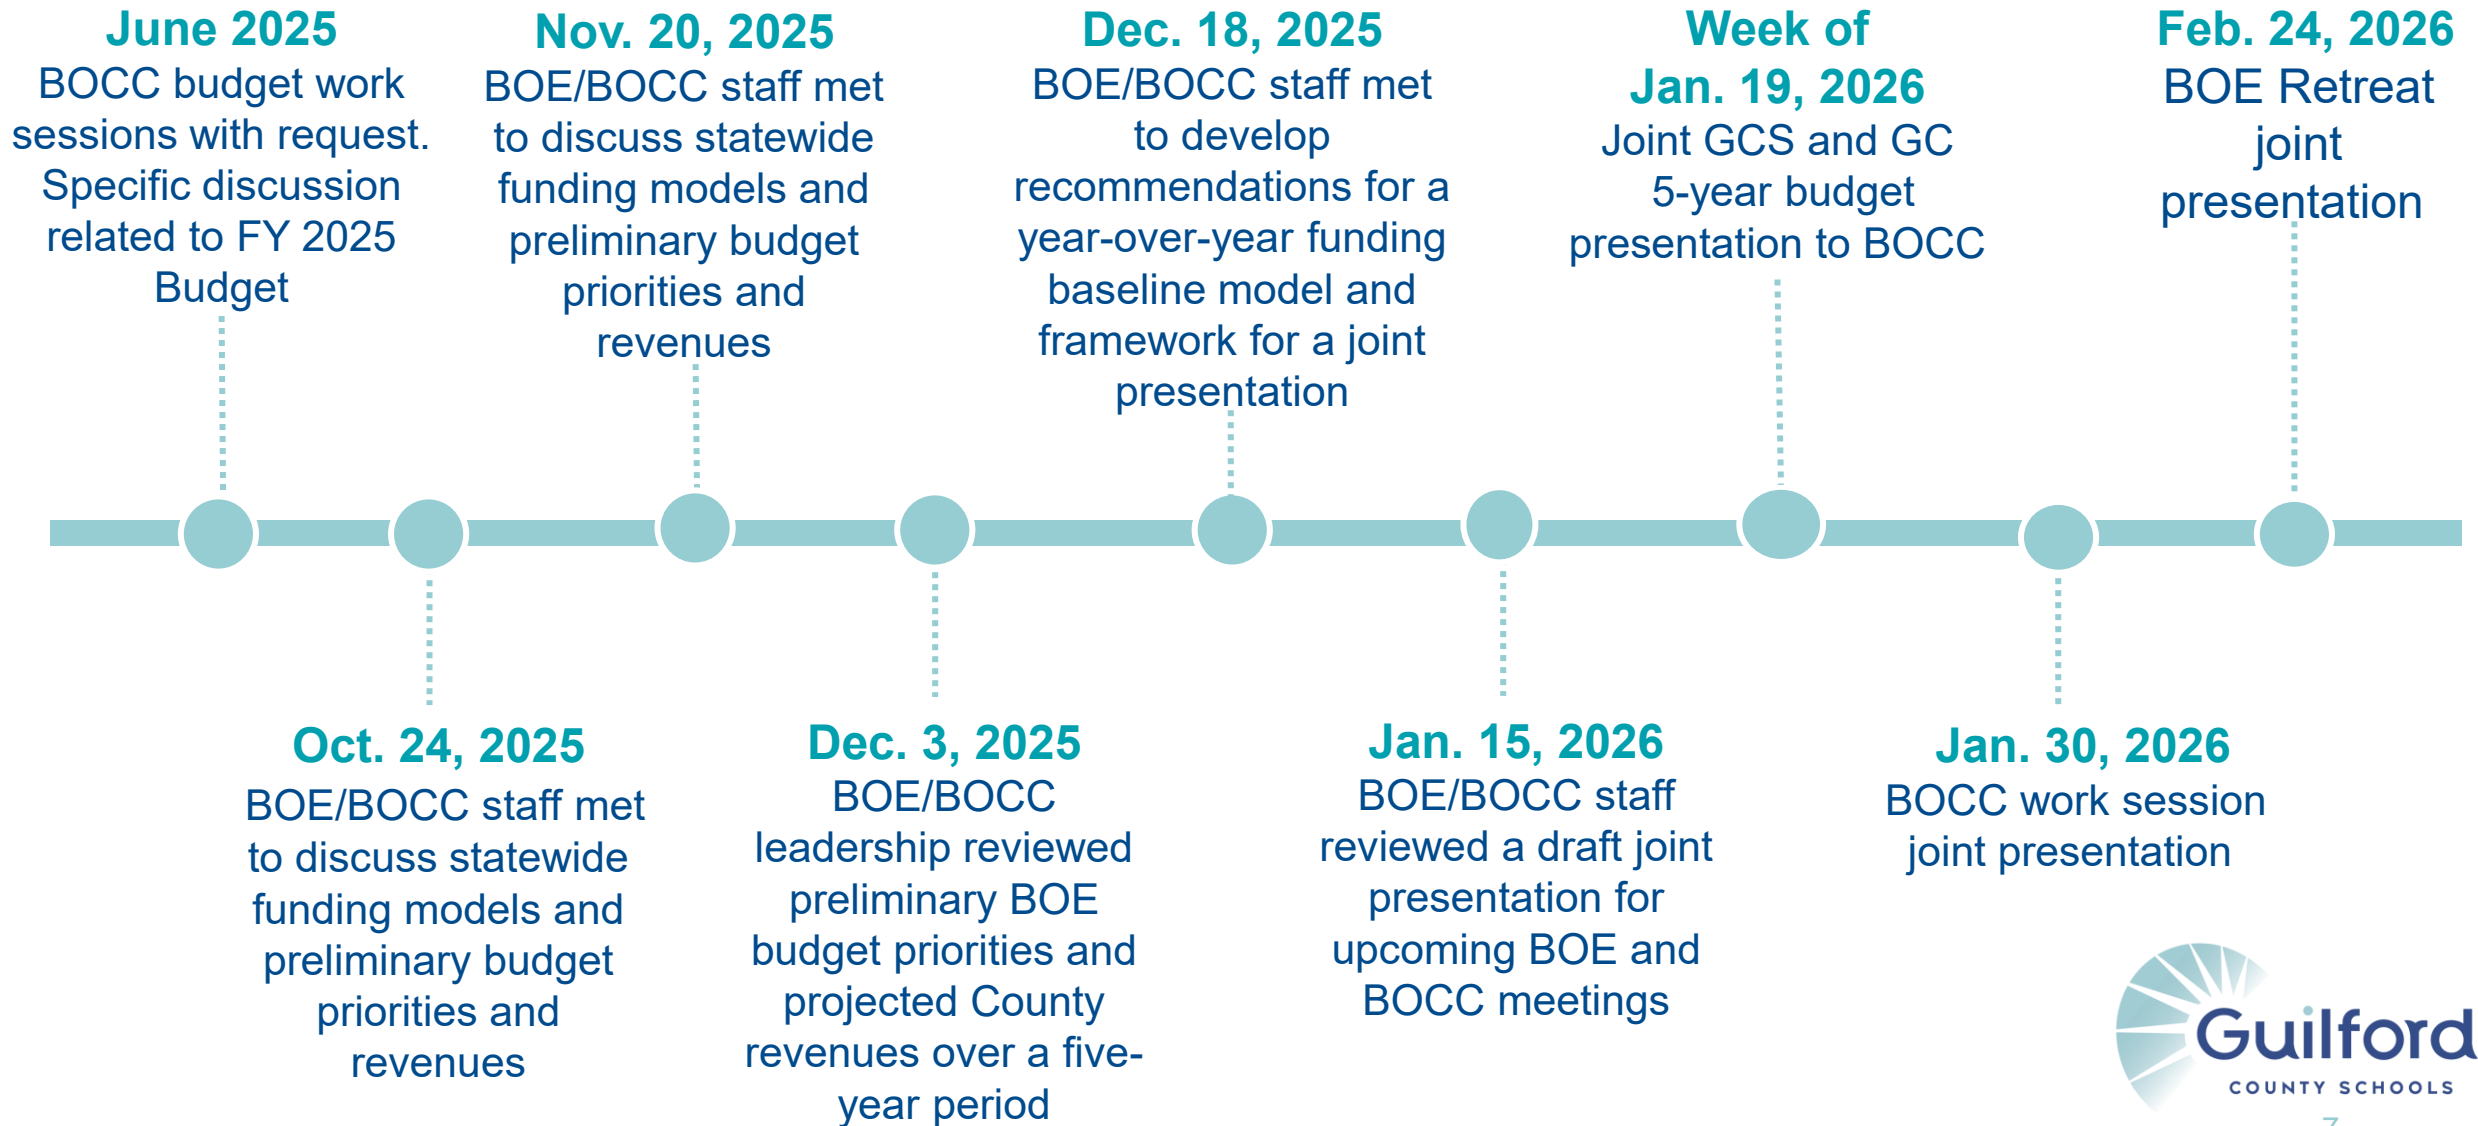 June 2025
BOCC budget work
sessions with request.
Specific discussion
related to FY 2025
Budget
Nov. 20, 2025
BOE/BOCC staff met
to discuss statewide
funding models and
preliminary budget
priorities and
revenues
Dec. 18, 2025
BOE/BOCC staff met
to develop
recommendations for a
year-over-year funding
baseline model and
framework for a joint
presentation
Week of
Jan. 19, 2026
Joint GCS and GC
5-year budget
presentation to BOCC
Feb. 24, 2026
BOE Retreat
joint
presentation
Oct. 24, 2025
BOE/BOCC staff met
to discuss statewide
funding models and
preliminary budget
priorities and
revenues
Dec. 3, 2025
BOE/BOCC
leadership reviewed
preliminary BOE
budget priorities and
projected County
revenues over a five-
year period
Jan. 15, 2026
BOE/BOCC staff
reviewed a draft joint
presentation for
upcoming BOE and
BOCC meetings
Jan. 30, 2026
BOCC work session
joint presentation
Guilford
COUNTY SCHOOLS